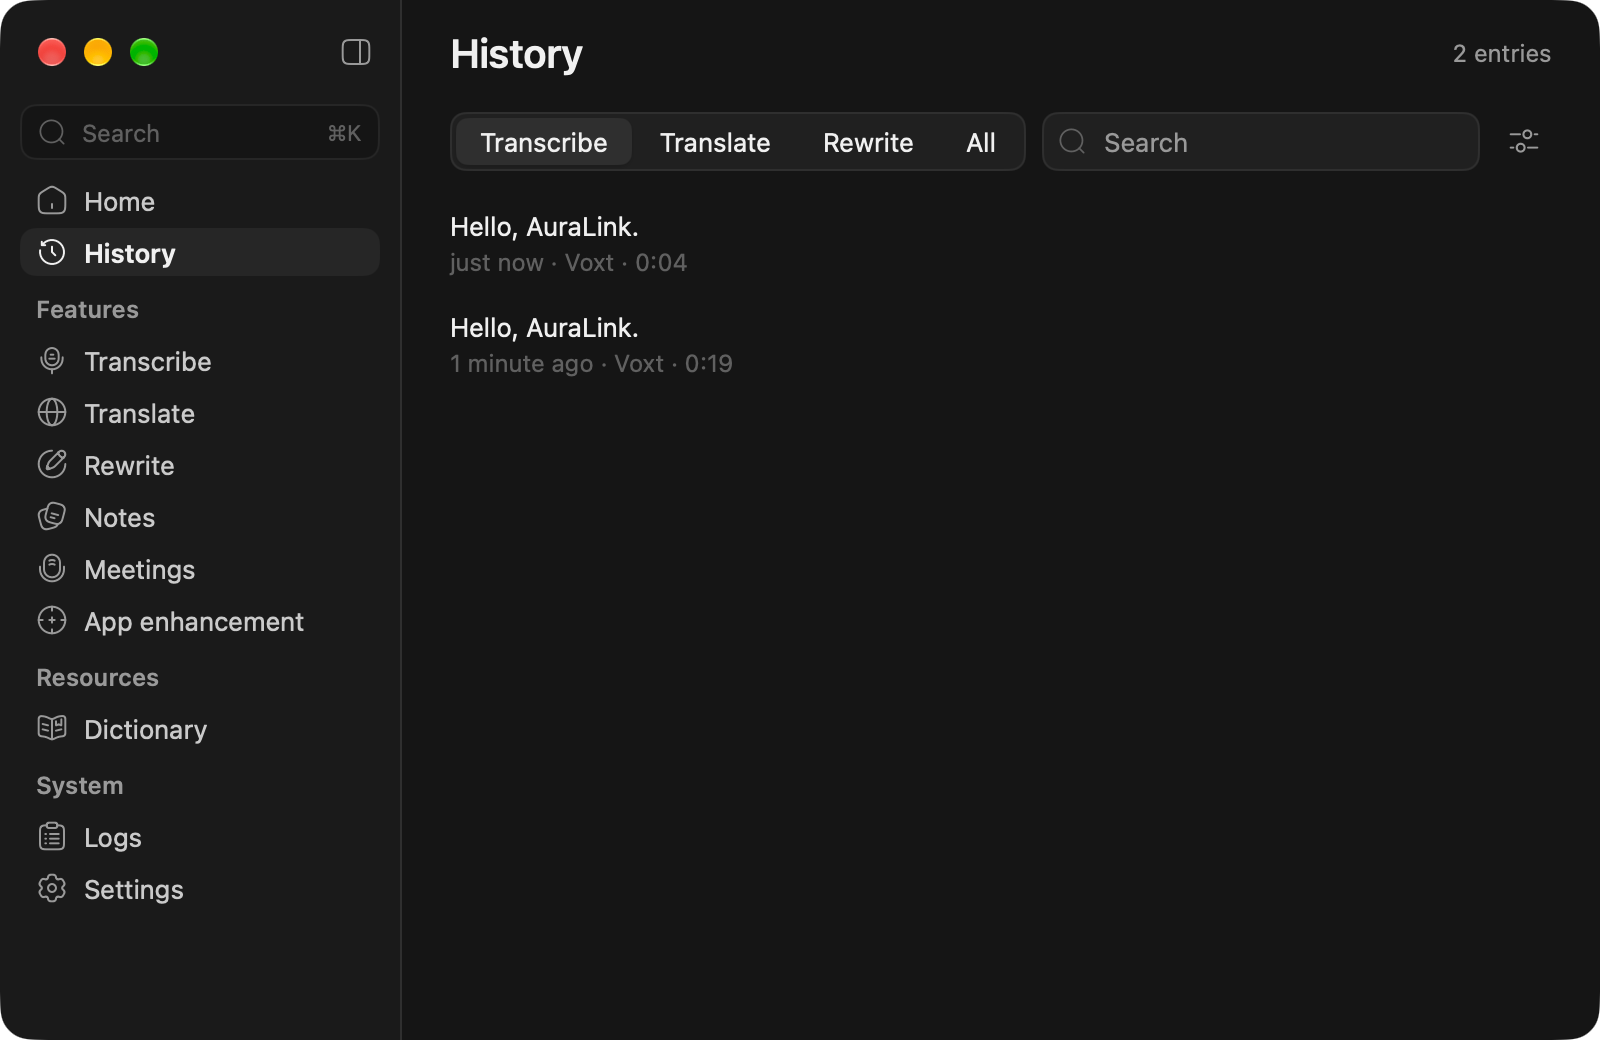 Search ⌘K
Home
History
Features
Transcribe
Translate
Rewrite
Notes
Meetings
App enhancement
Resources
Dictionary
System
Logs
Settings
History
2 entries
Transcribe Translate Rewrite All Search
Hello, AuraLink.
just now · Voxt · 0:04
Hello, AuraLink.
1 minute ago · Voxt · 0:19